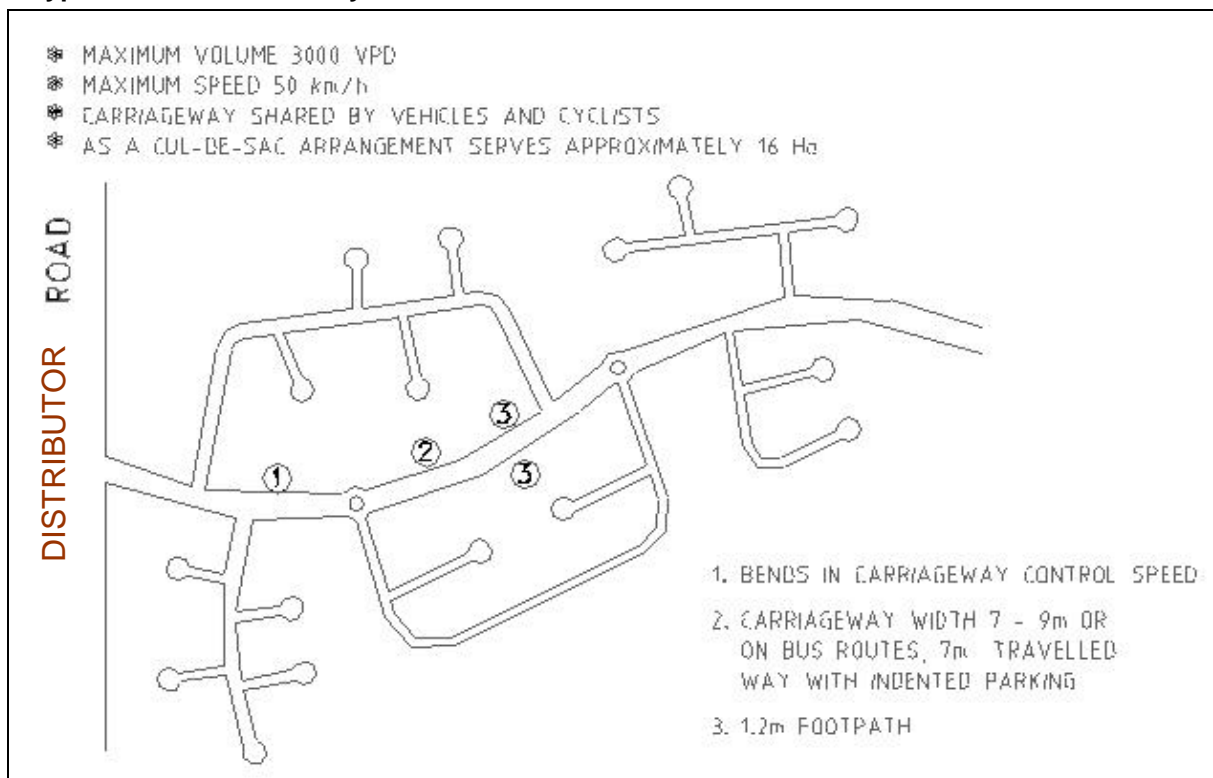 * MAXIMUM VOLUME 3000 VPD
* MAXIMUM SPEED 50 km/h
* CARRIAGEWAY SHARED BY VEHICLES AND CYCLISTS
* AS A CUL-DE-SAC ARRANGEMENT SERVES APPROXIMATELY 16 Ha
DISTRIBUTOR ROAD
3
2
1
3
1. BENDS IN CARRIAGEWAY CONTROL SPEED
2. CARRIAGEWAY WIDTH 7 - 9m OR
ON BUS ROUTES, 7m TRAVELLED
WAY WITH INDENTED PARKING
3. 1.2m FOOTPATH